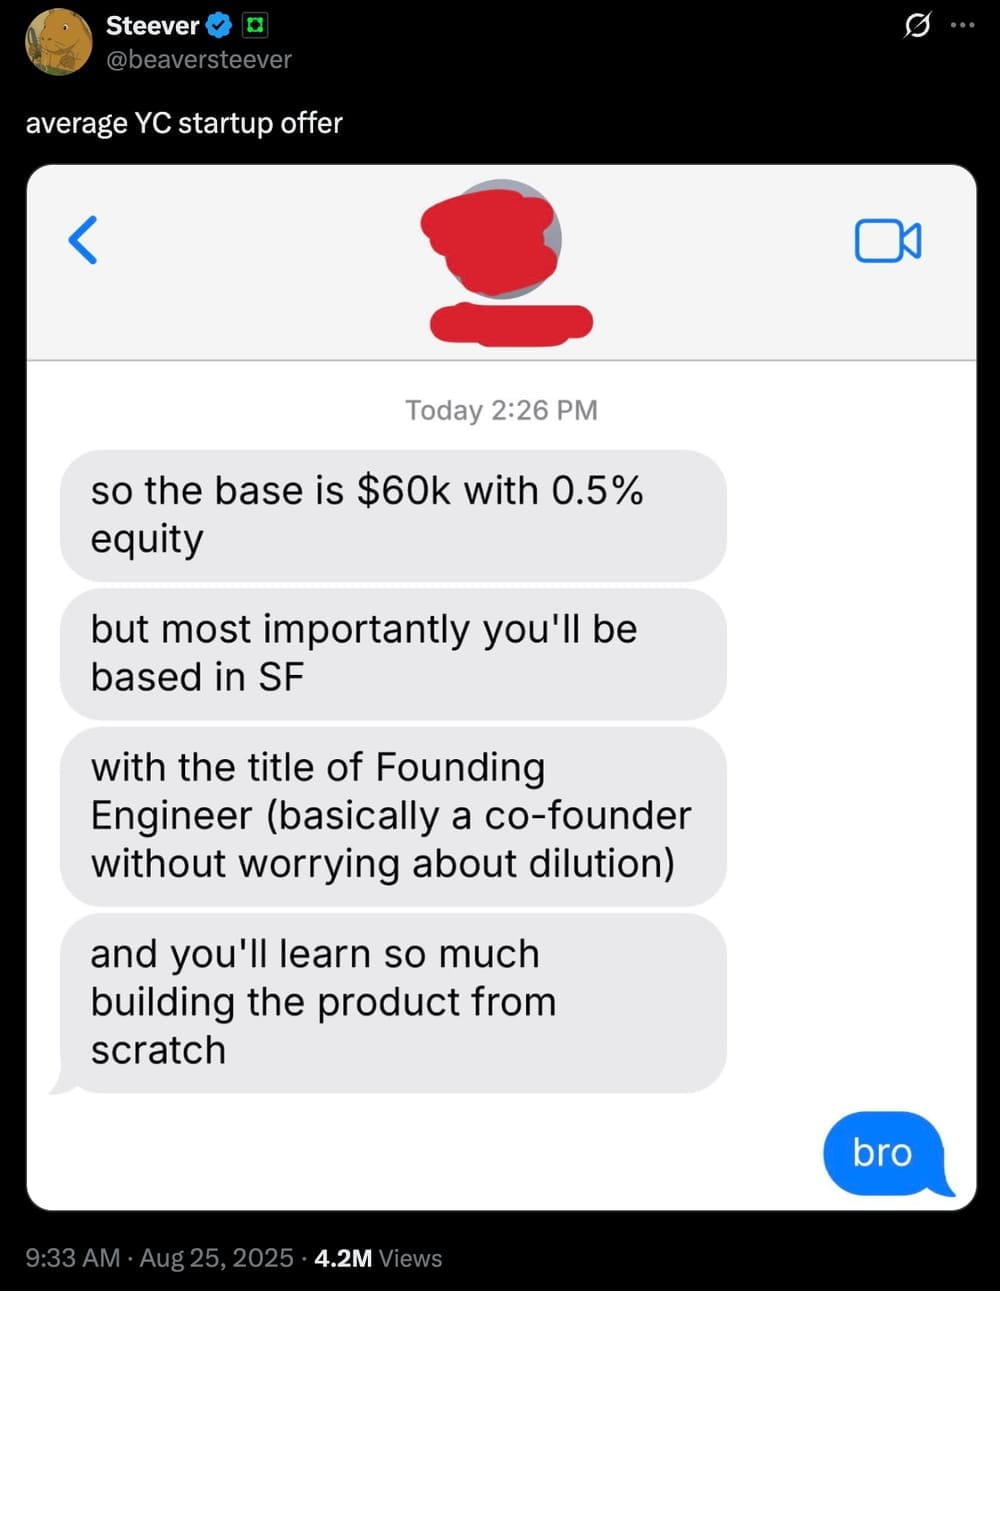 Steever
@beaversteever
average YC startup offer
Today 2:26 PM
so the base is $60k with 0.5%
equity
but most importantly you'll be
based in SF
with the title of Founding
Engineer (basically a co-founder
without worrying about dilution)
and you'll learn so much
building the product from
scratch
bro
9:33 AM · Aug 25, 2025 · 4.2M Views